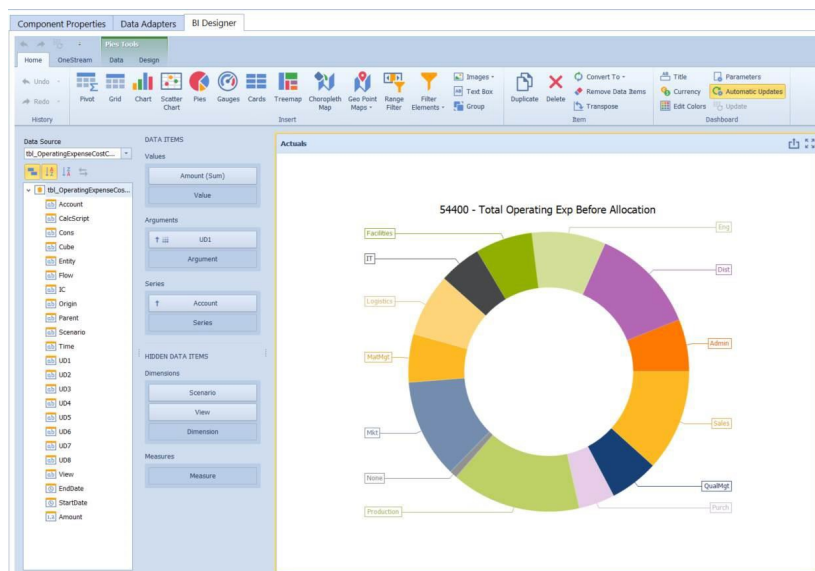 Component Properties Data Adapters BI Designer
Pies Tools
Home OneStream Data Design
Undo
Redo
History
Pivot Grid Chart Scatter Chart Pies Gauges Cards Treemap Choropleth Map Geo Point Maps Range Filter Filter Elements
Images
Text Box
Group
Insert
Duplicate Delete
Convert To
Remove Data Items
Transpose
Item
Title Parameters
Currency Automatic Updates
Edit Colors Update
Dashboard
Data Source
tbl_OperatingExpenseCostC...
tbl_OperatingExpenseCos...
Account
CalcScript
Cons
Cube
Entity
Flow
IC
Origin
Parent
Scenario
Time
UD1
UD2
UD3
UD4
UD5
UD6
UD7
UD8
View
EndDate
StartDate
Amount
DATA ITEMS
Values
Amount (Sum)
Value
Arguments
UD1
Argument
Series
Account
Series
HIDDEN DATA ITEMS
Dimensions
Scenario
View
Dimension
Measures
Measure
Actuals
54400 - Total Operating Exp Before Allocation
Facilities
Eng
IT
Dist
Logistics
Admin
MatMgt
Sales
Mkt
None
QualMgt
Production
Purch